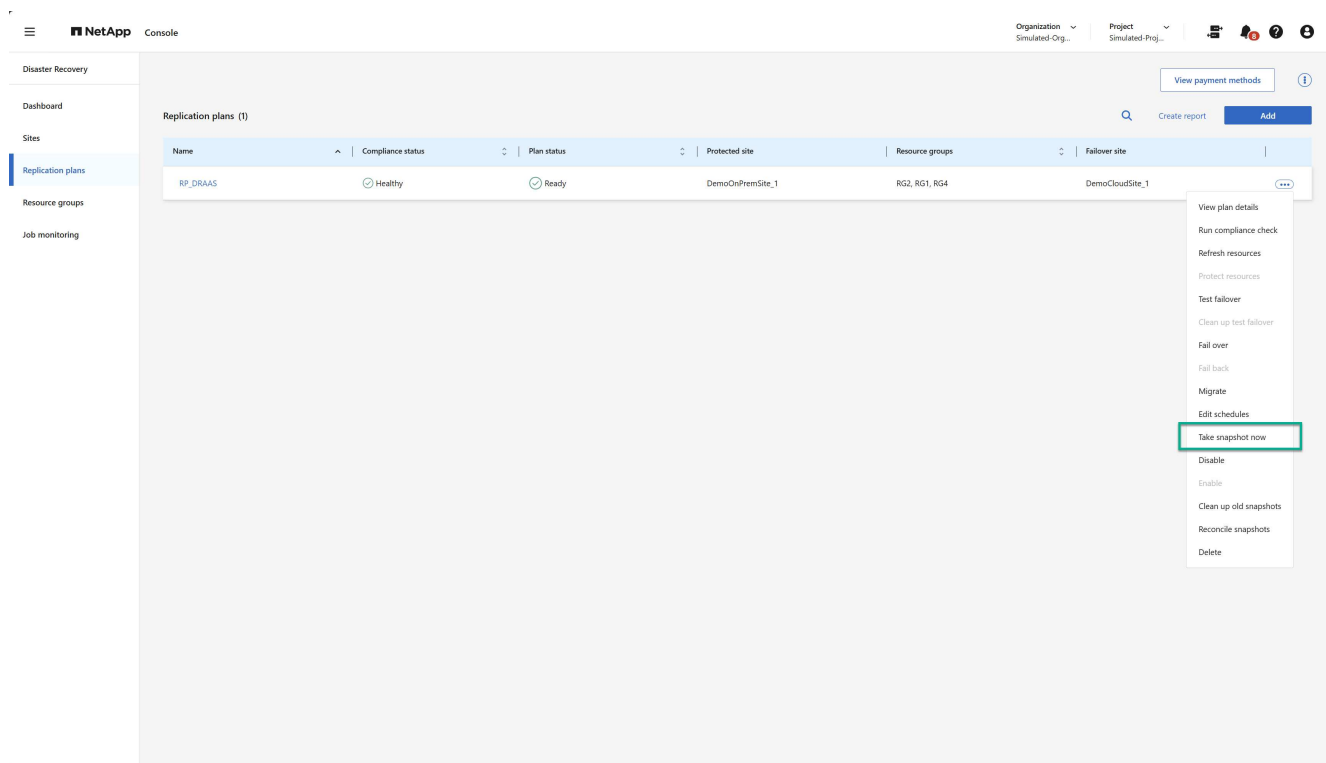 NetApp Console
Organization
Simulated-Org...
Project
Simulated-Proj...
8
Disaster Recovery
Dashboard
Sites
Replication plans
Resource groups
Job monitoring
View payment methods
Replication plans (1)
Create report
Add
Name Compliance status Plan status Protected site Resource groups Failover site
RP_DRAAS Healthy Ready DemoOnPremSite_1 RG2, RG1, RG4 DemoCloudSite_1
View plan details
Run compliance check
Refresh resources
Protect resources
Test failover
Clean up test failover
Fail over
Fail back
Migrate
Edit schedules
Take snapshot now
Disable
Enable
Clean up old snapshots
Reconcile snapshots
Delete